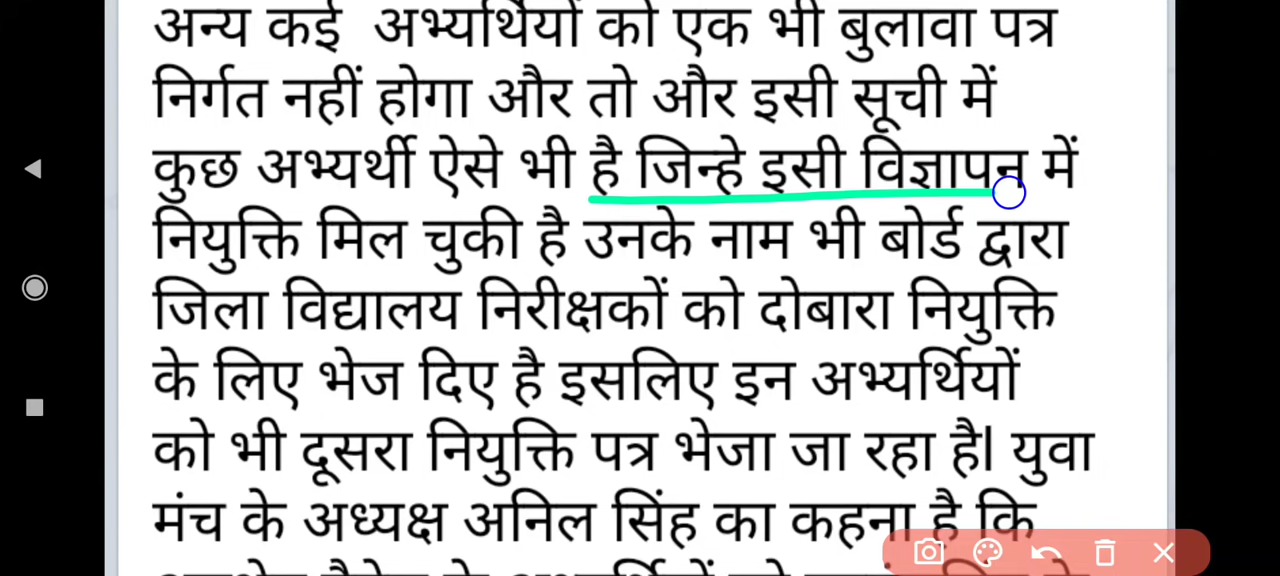 अन्य कई अभ्यर्थियों को एक भी बुलावा पत्र
निर्गत नहीं होगा और तो और इसी सूची में
कुछ अभ्यर्थी ऐसे भी है जिन्हे इसी विज्ञापन में
नियुक्ति मिल चुकी है उनके नाम भी बोर्ड द्वारा
जिला विद्यालय निरीक्षकों को दोबारा नियुक्ति
के लिए भेज दिए है इसलिए इन अभ्यर्थियों
को भी दूसरा नियुक्ति पत्र भेजा जा रहा है। युवा
मंच के अध्यक्ष अनिल सिंह का कहना है कि